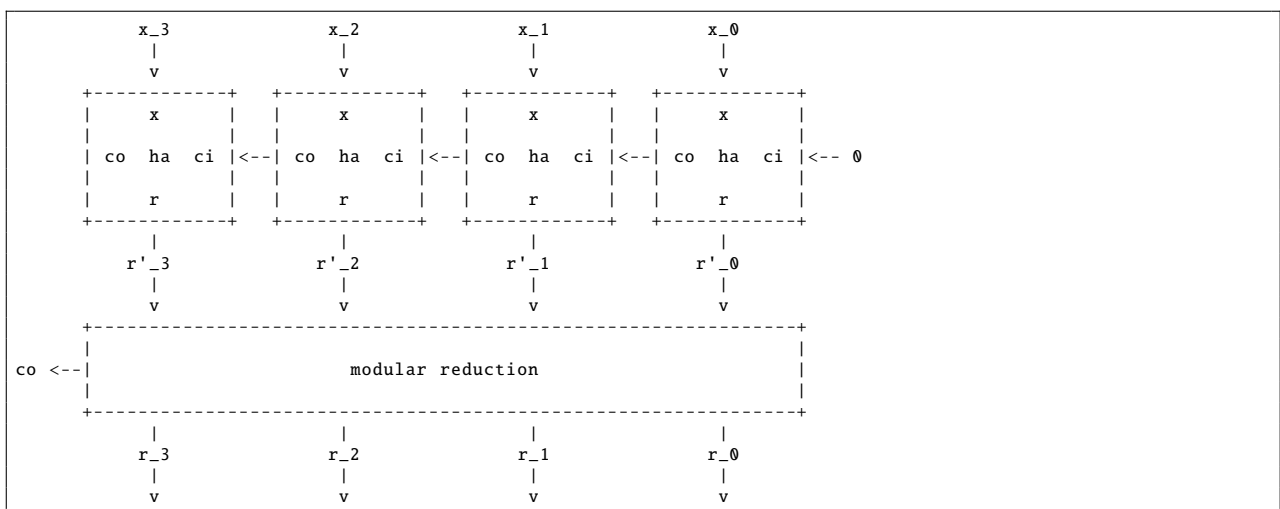 x_3 x_2 x_1 x_0
| | | |
v v v v
+------------+ +------------+ +------------+ +------------+
| x | | x | | x | | x |
| | | | | | | |
| co ha ci |<--| co ha ci |<--| co ha ci |<--| co ha ci |<-- 0
| | | | | | | |
| r | | r | | r | | r |
+------------+ +------------+ +------------+ +------------+
| | | |
r'_3 r'_2 r'_1 r'_0
| | | |
v v v v
+---------------------------------------------------------------+
| |
co <--| modular reduction |
| |
+---------------------------------------------------------------+
| | | |
r_3 r_2 r_1 r_0
| | | |
v v v v